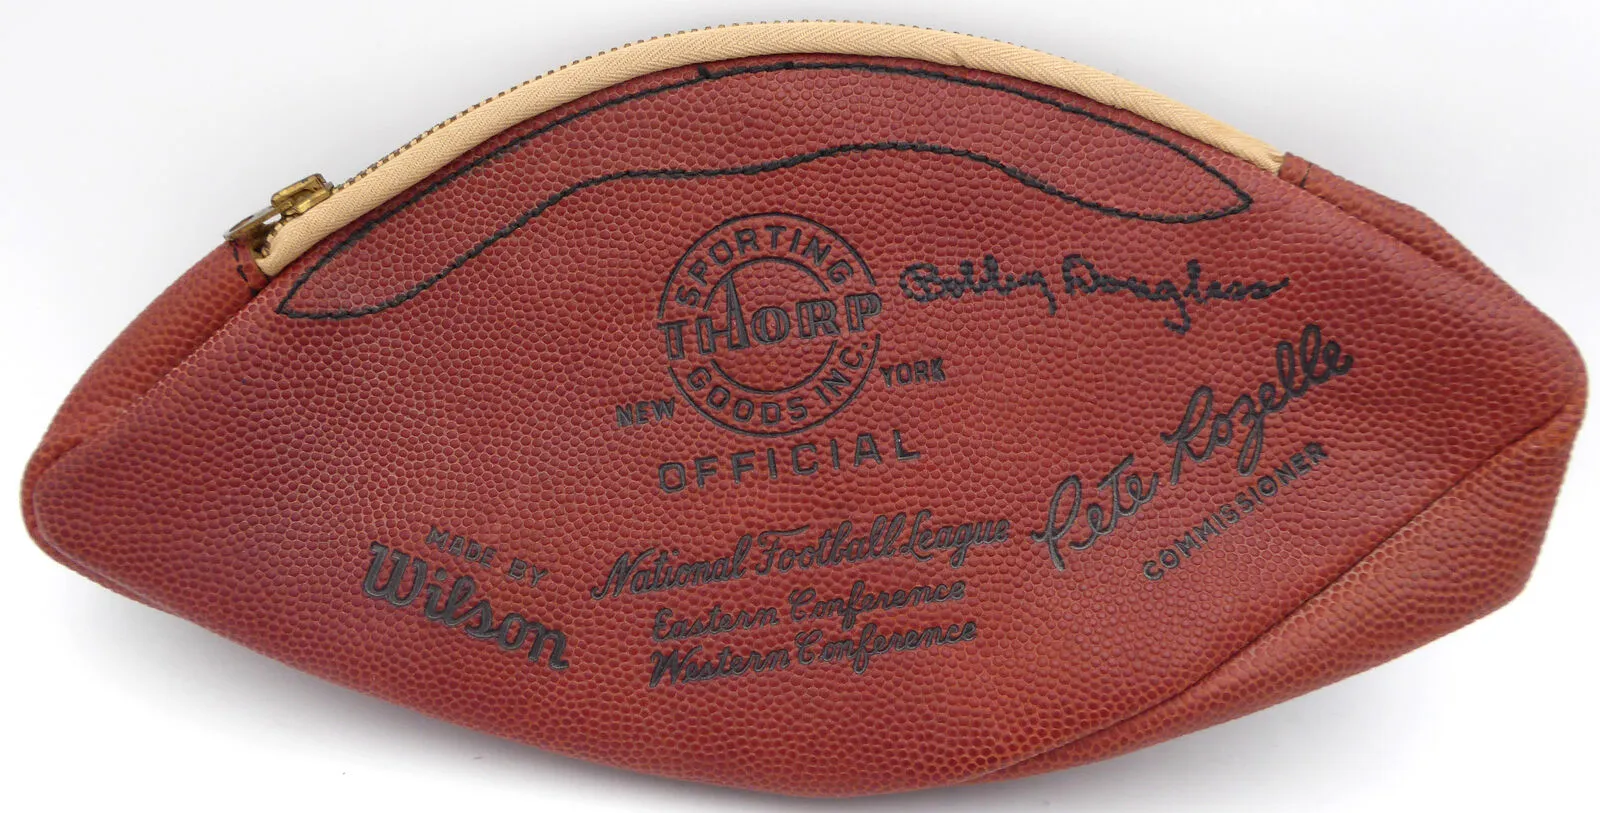 SPORTING
THORP
GOODS INC.
NEW YORK
OFFICIAL
Bobby Douglass
Pete Rozelle
COMMISSIONER
MADE BY
Wilson
National Football League
Eastern Conference
Western Conference